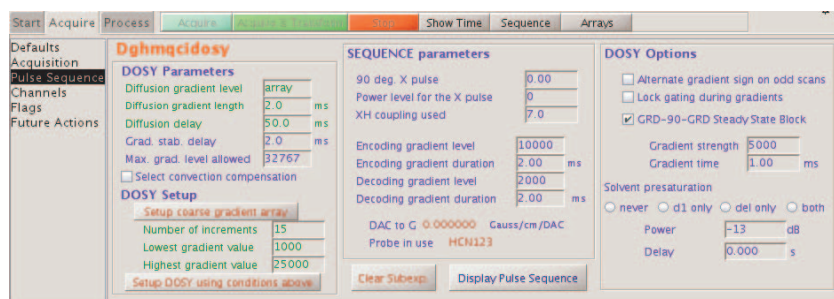 Start Acquire Process Acquire Acquire & Transform Stop Show Time Sequence Arrays
Defaults
Acquisition
Pulse Sequence
Channels
Flags
Future Actions
Dghmqcidosy
DOSY Parameters
Diffusion gradient level array
Diffusion gradient length 2.0 ms
Diffusion delay 50.0 ms
Grad. stab. delay 2.0 ms
Max. grad. level allowed 32767
Select convection compensation
DOSY Setup
Setup coarse gradient array
Number of increments 15
Lowest gradient value 1000
Highest gradient value 25000
Setup DOSY using conditions above
SEQUENCE parameters
90 deg. X pulse 0.00
Power level for the X pulse 0
XH coupling used 7.0
Encoding gradient level 10000
Encoding gradient duration 2.00 ms
Decoding gradient level 2000
Decoding gradient duration 2.00 ms
DAC to G 0.000000 Gauss/cm/DAC
Probe in use HCN123
Clear Subexp. Display Pulse Sequence
DOSY Options
Alternate gradient sign on odd scans
Lock gating during gradients
GRD-90-GRD Steady State Block
Gradient strength 5000
Gradient time 1.00 ms
Solvent presaturation
never d1 only del only both
Power -13 dB
Delay 0.000 s